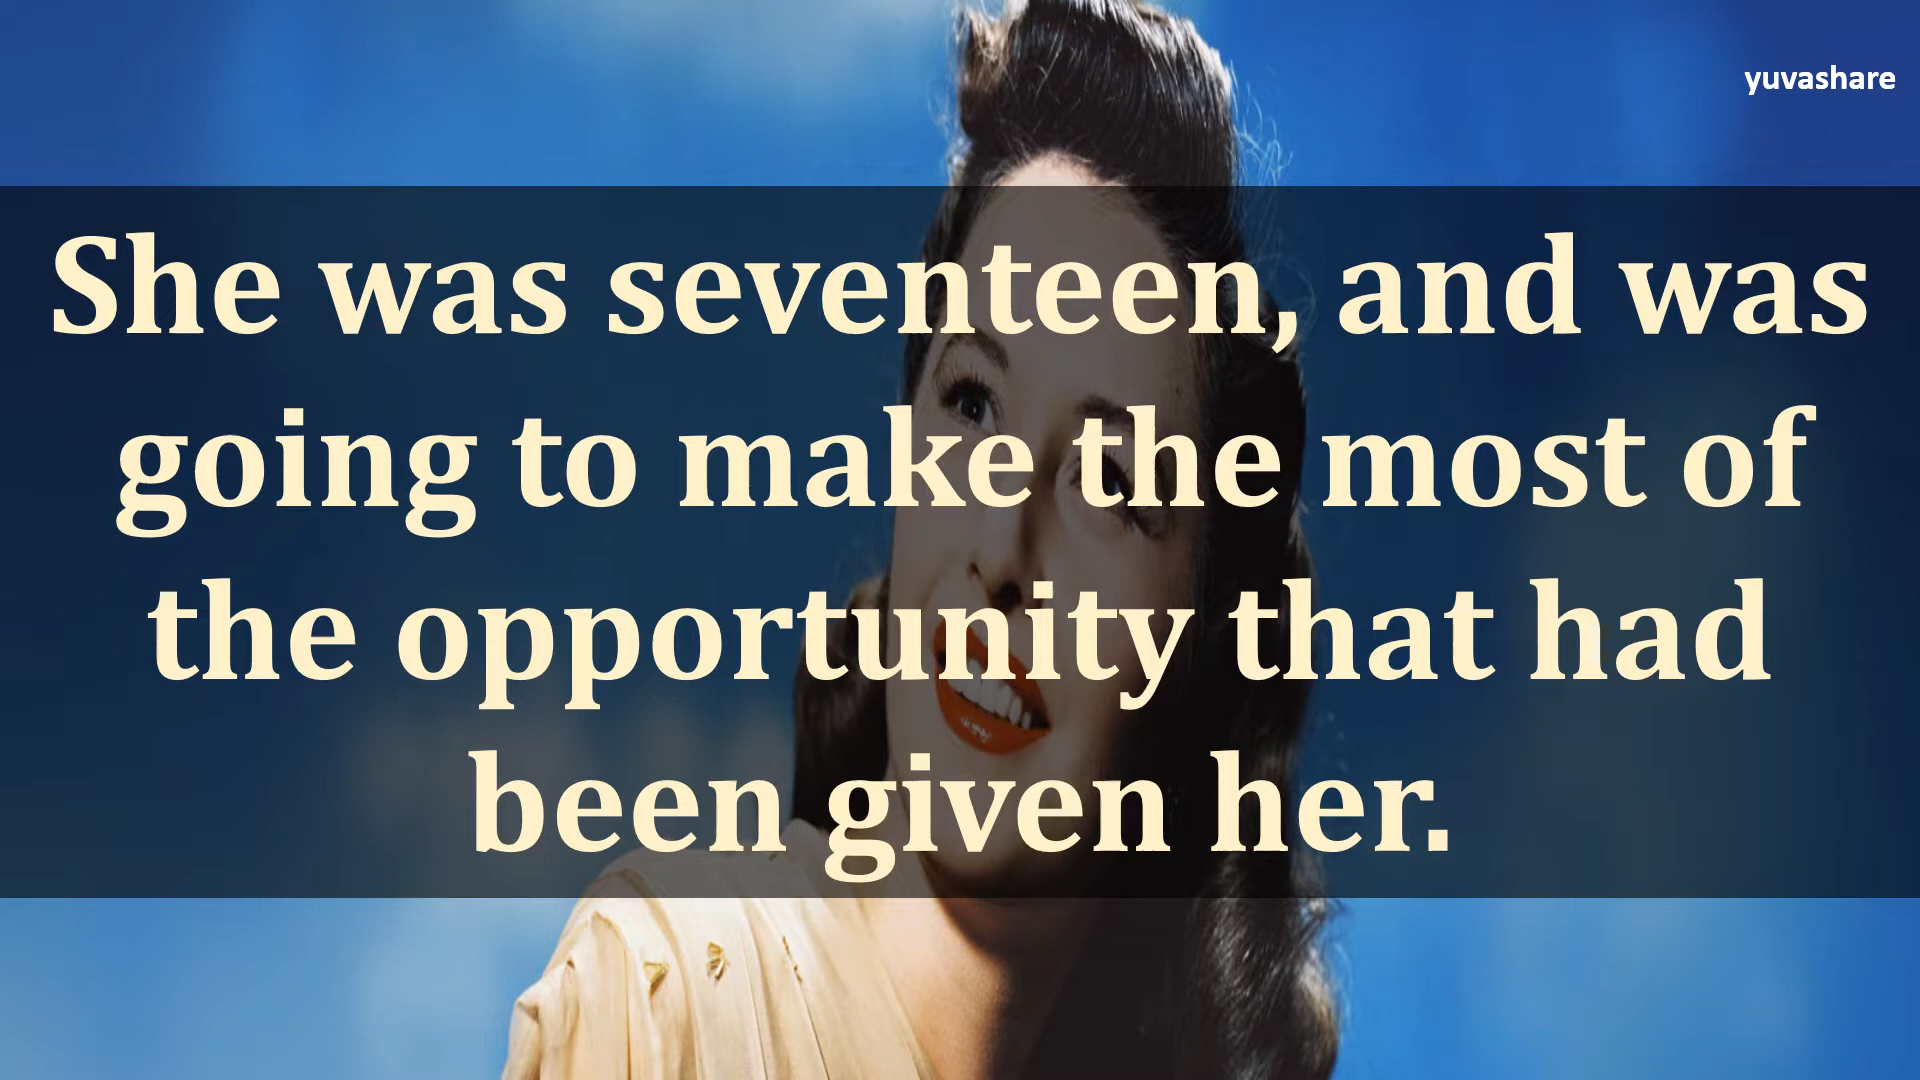 yuvashare
She was seventeen, and was
going to make the most of
the opportunity that had
been given her.